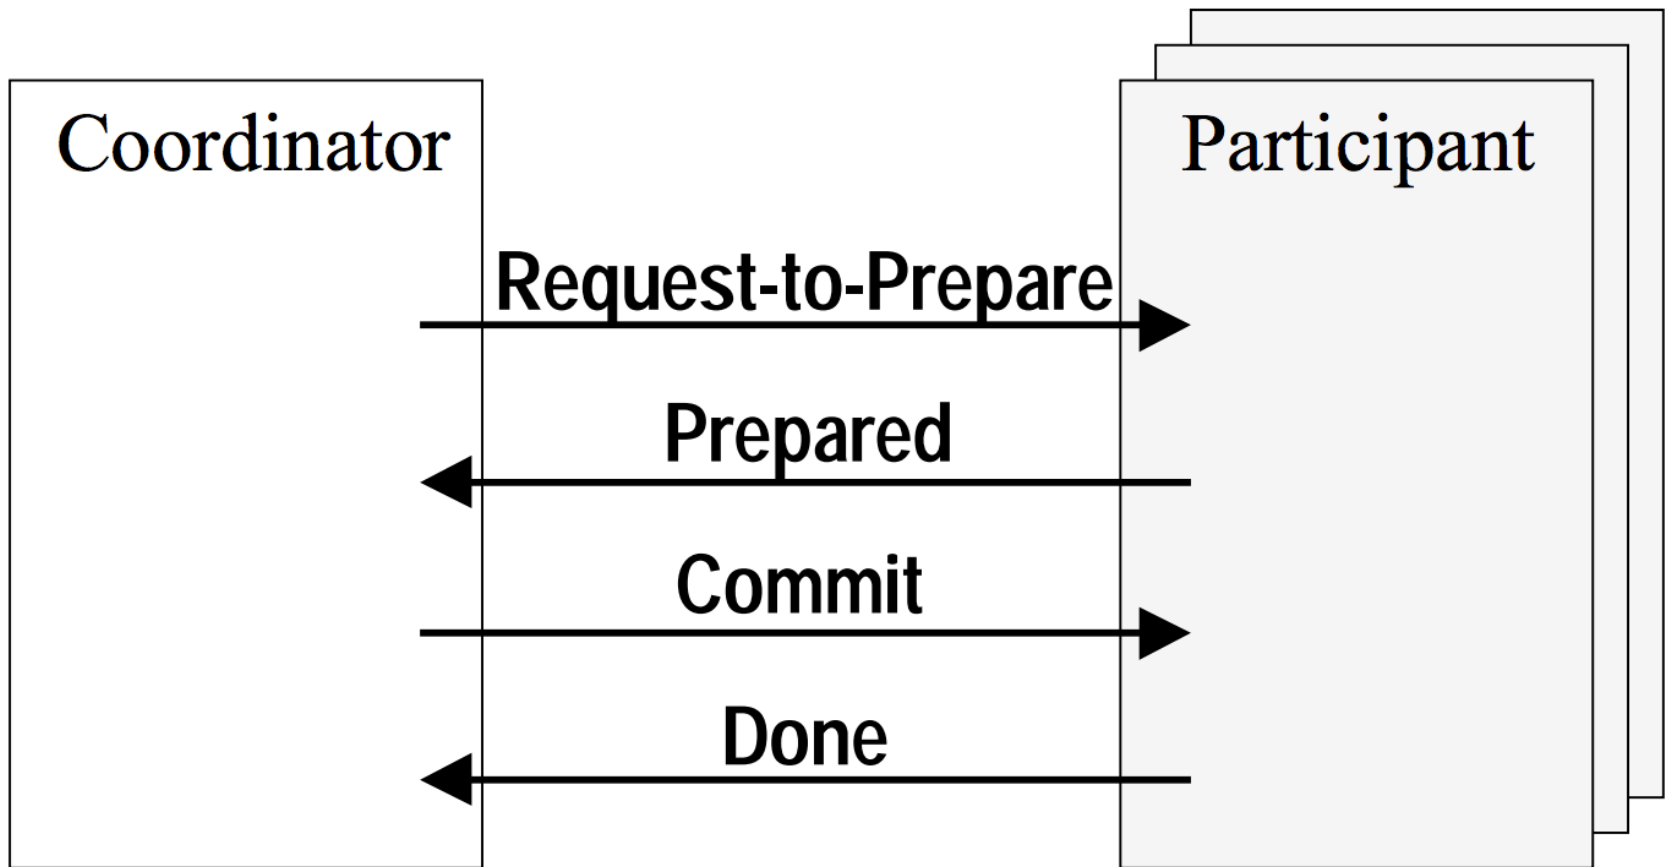 Coordinator
Participant
Request-to-Prepare
Prepared
Commit
Done